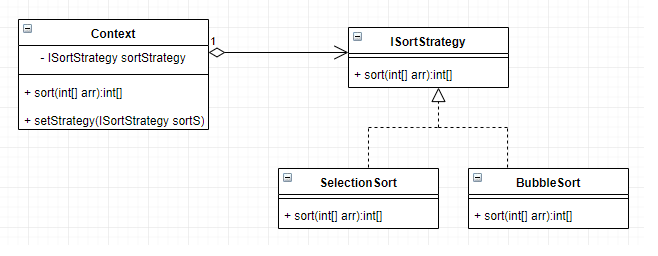 Context
- ISortStrategy sortStrategy
+ sort(int[] arr):int[]
+ setStrategy(ISortStrategy sortS)
1
ISortStrategy
+ sort(int[] arr):int[]
SelectionSort
+ sort(int[] arr):int[]
BubbleSort
+ sort(int[] arr):int[]